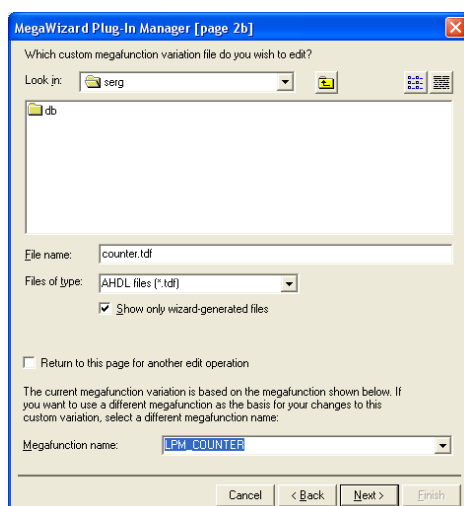 MegaWizard Plug-In Manager [page 2b]
Which custom megafunction variation file do you wish to edit?
Look in: serg
db
File name: counter.tdf
Files of type: AHDL files (*.tdf)
Show only wizard-generated files
Return to this page for another edit operation
The current megafunction variation is based on the megafunction shown below. If
you want to use a different megafunction as the basis for your changes to this
custom variation, select a different megafunction name:
Megafunction name: LPM_COUNTER
Cancel < Back Next > Finish